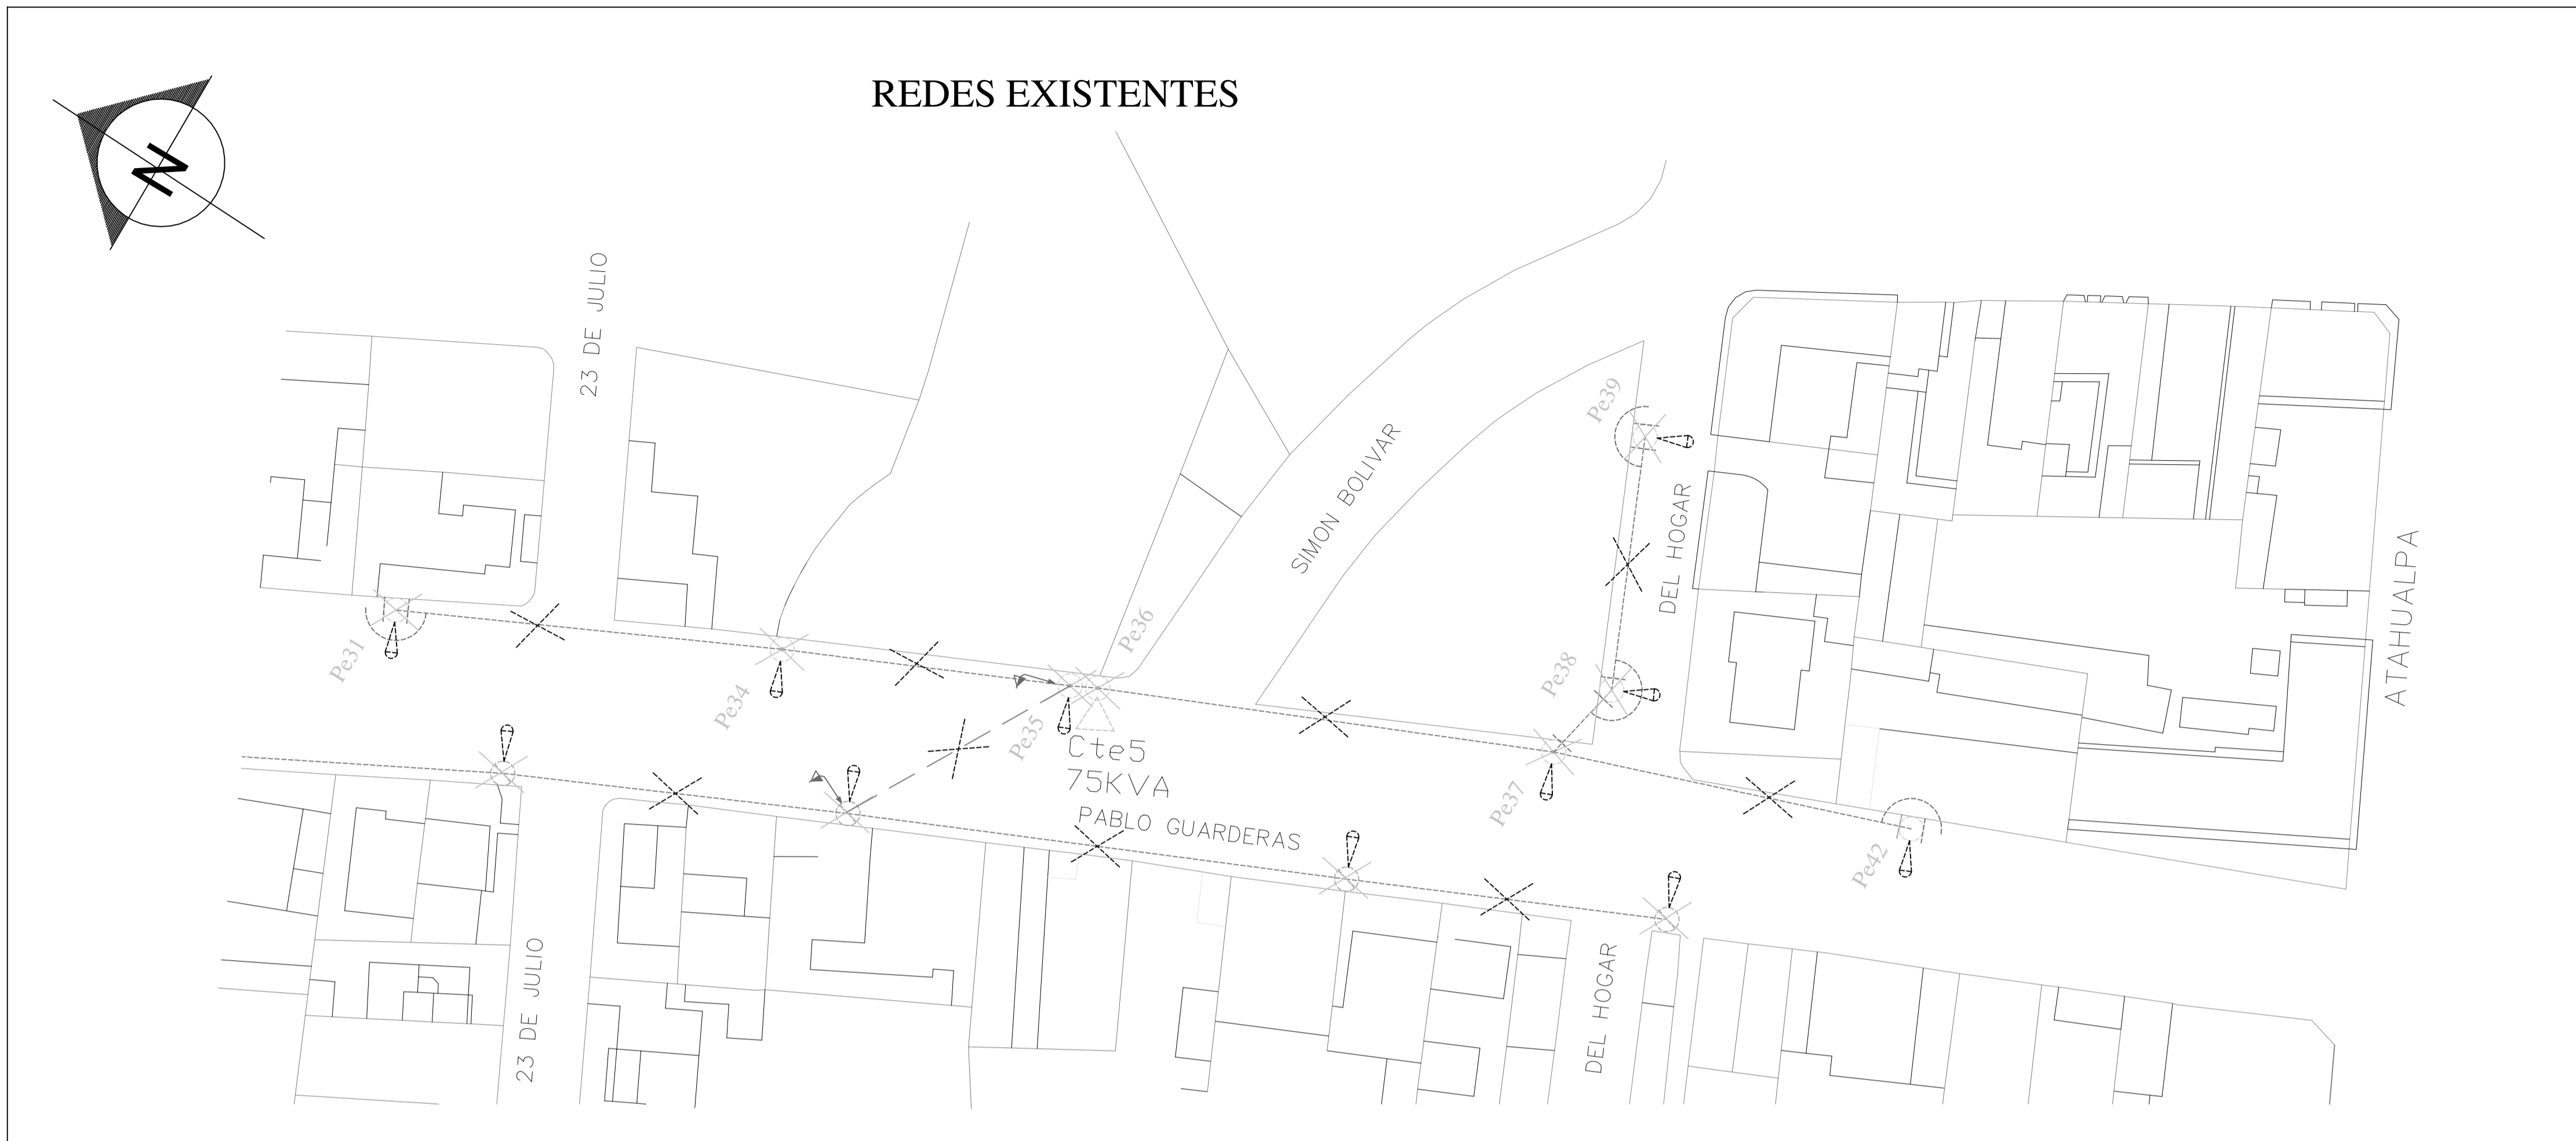 REDES EXISTENTES
N
23 DE JULIO
Pe39
SIMON BOLIVAR
DEL HOGAR
ATAHUALPA
Pe31
Pe36
Pe34
Pe38
Pe35
Cte5
75KVA
Pe37
PABLO GUARDERAS
Pe42
23 DE JULIO
DEL HOGAR